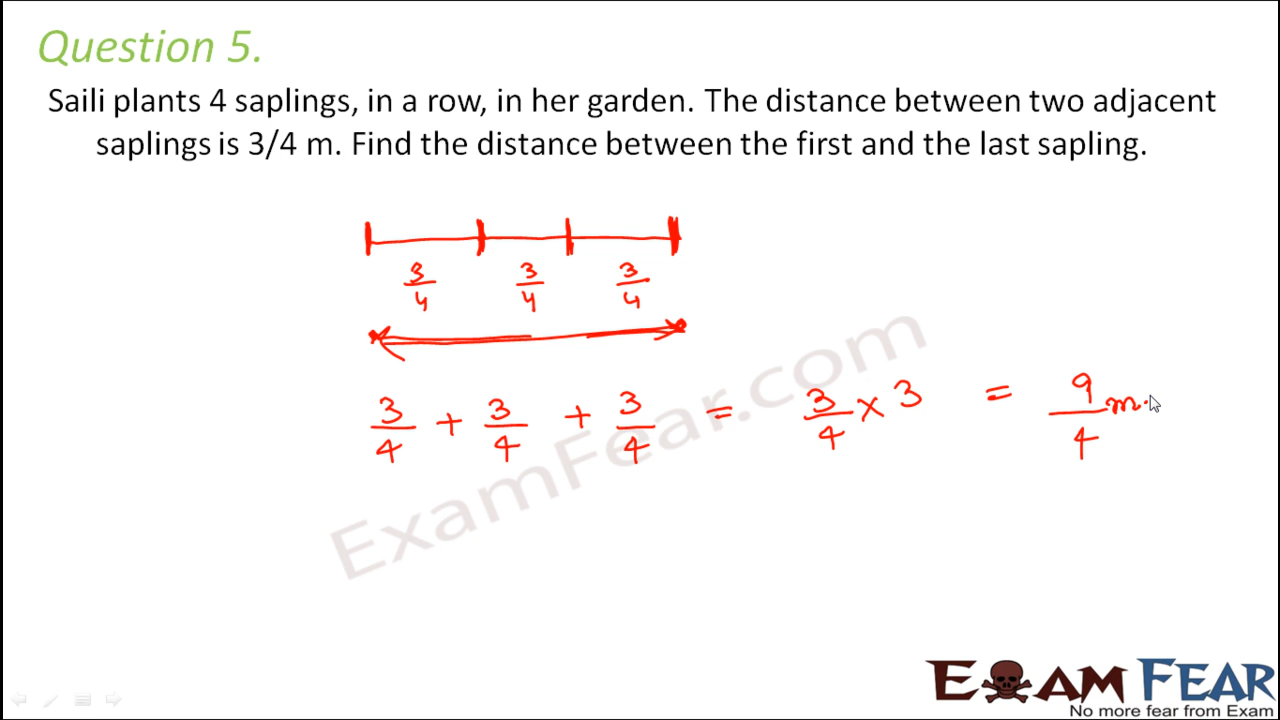 Question 5.
Saili plants 4 saplings, in a row, in her garden. The distance between two adjacent
saplings is 3/4 m. Find the distance between the first and the last sapling.
3/4 3/4 3/4
3/4 + 3/4 + 3/4 = 3/4 × 3 = 9/4 m.
ExamFear.com
EXAM FEAR
No more fear from Exam